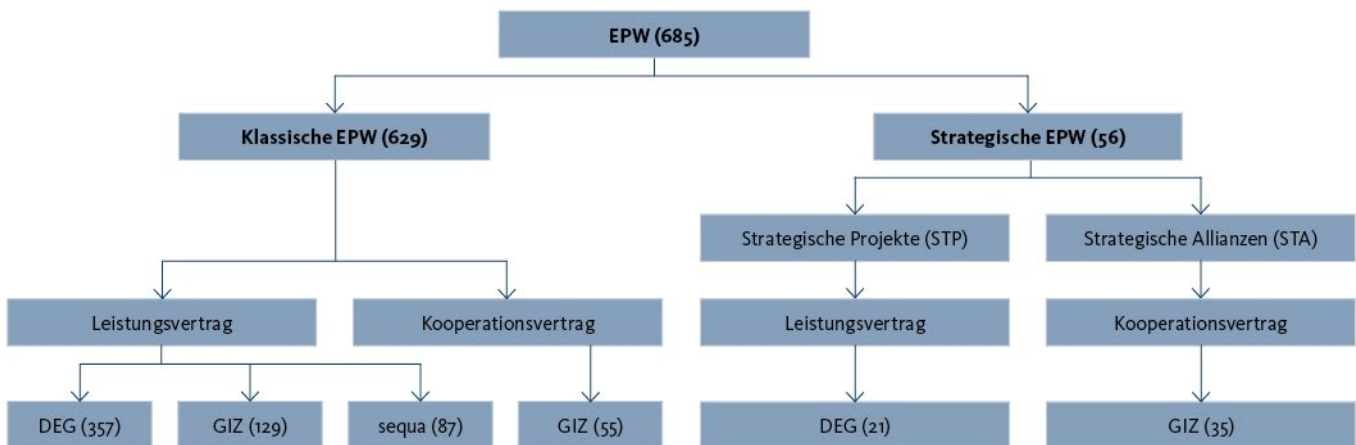 EPW (685)
Klassische EPW (629)
Strategische EPW (56)
Strategische Projekte (STP)
Strategische Allianzen (STA)
Leistungsvertrag
Kooperationsvertrag
Leistungsvertrag
Kooperationsvertrag
DEG (357)
GIZ (129)
sequa (87)
GIZ (55)
DEG (21)
GIZ (35)